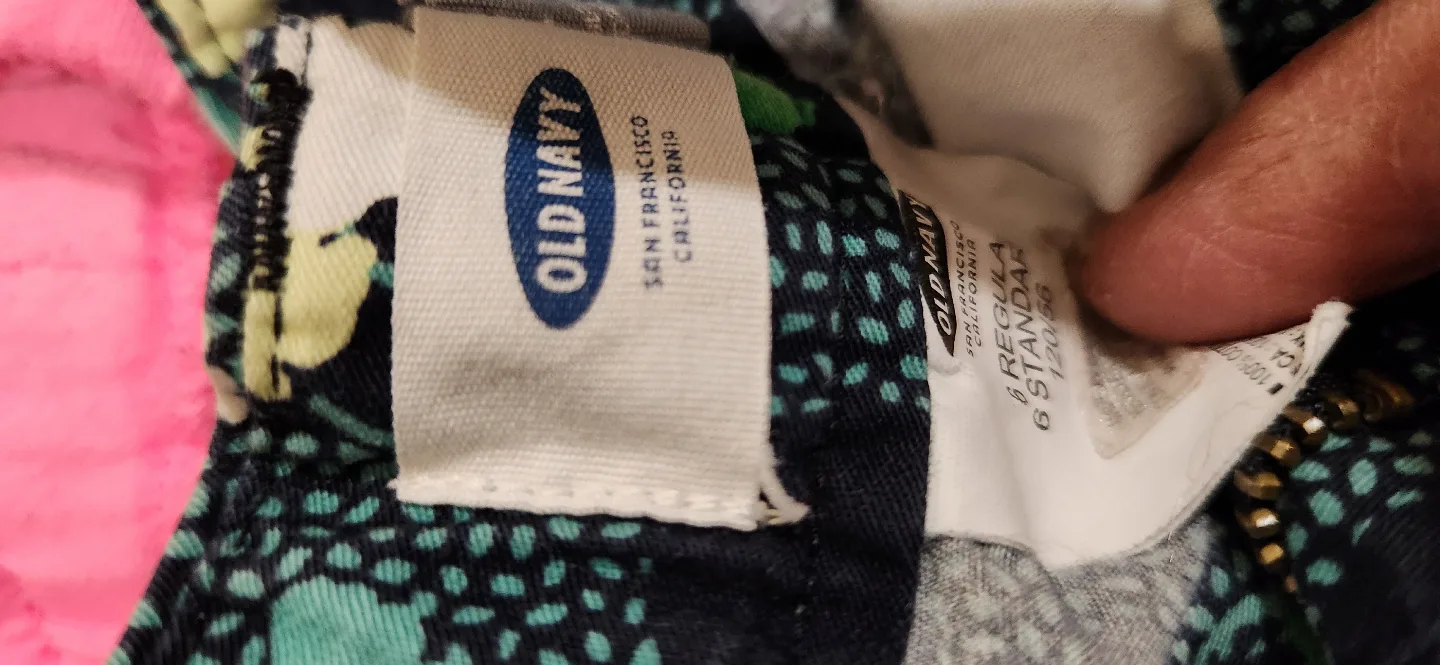 OLD NAVY
SAN FRANCISCO
CALIFORNIA
OLD NAVY
SAN FRANCISCO
CALIFORNIA
6 REGULA
6 STANDAR
120/56